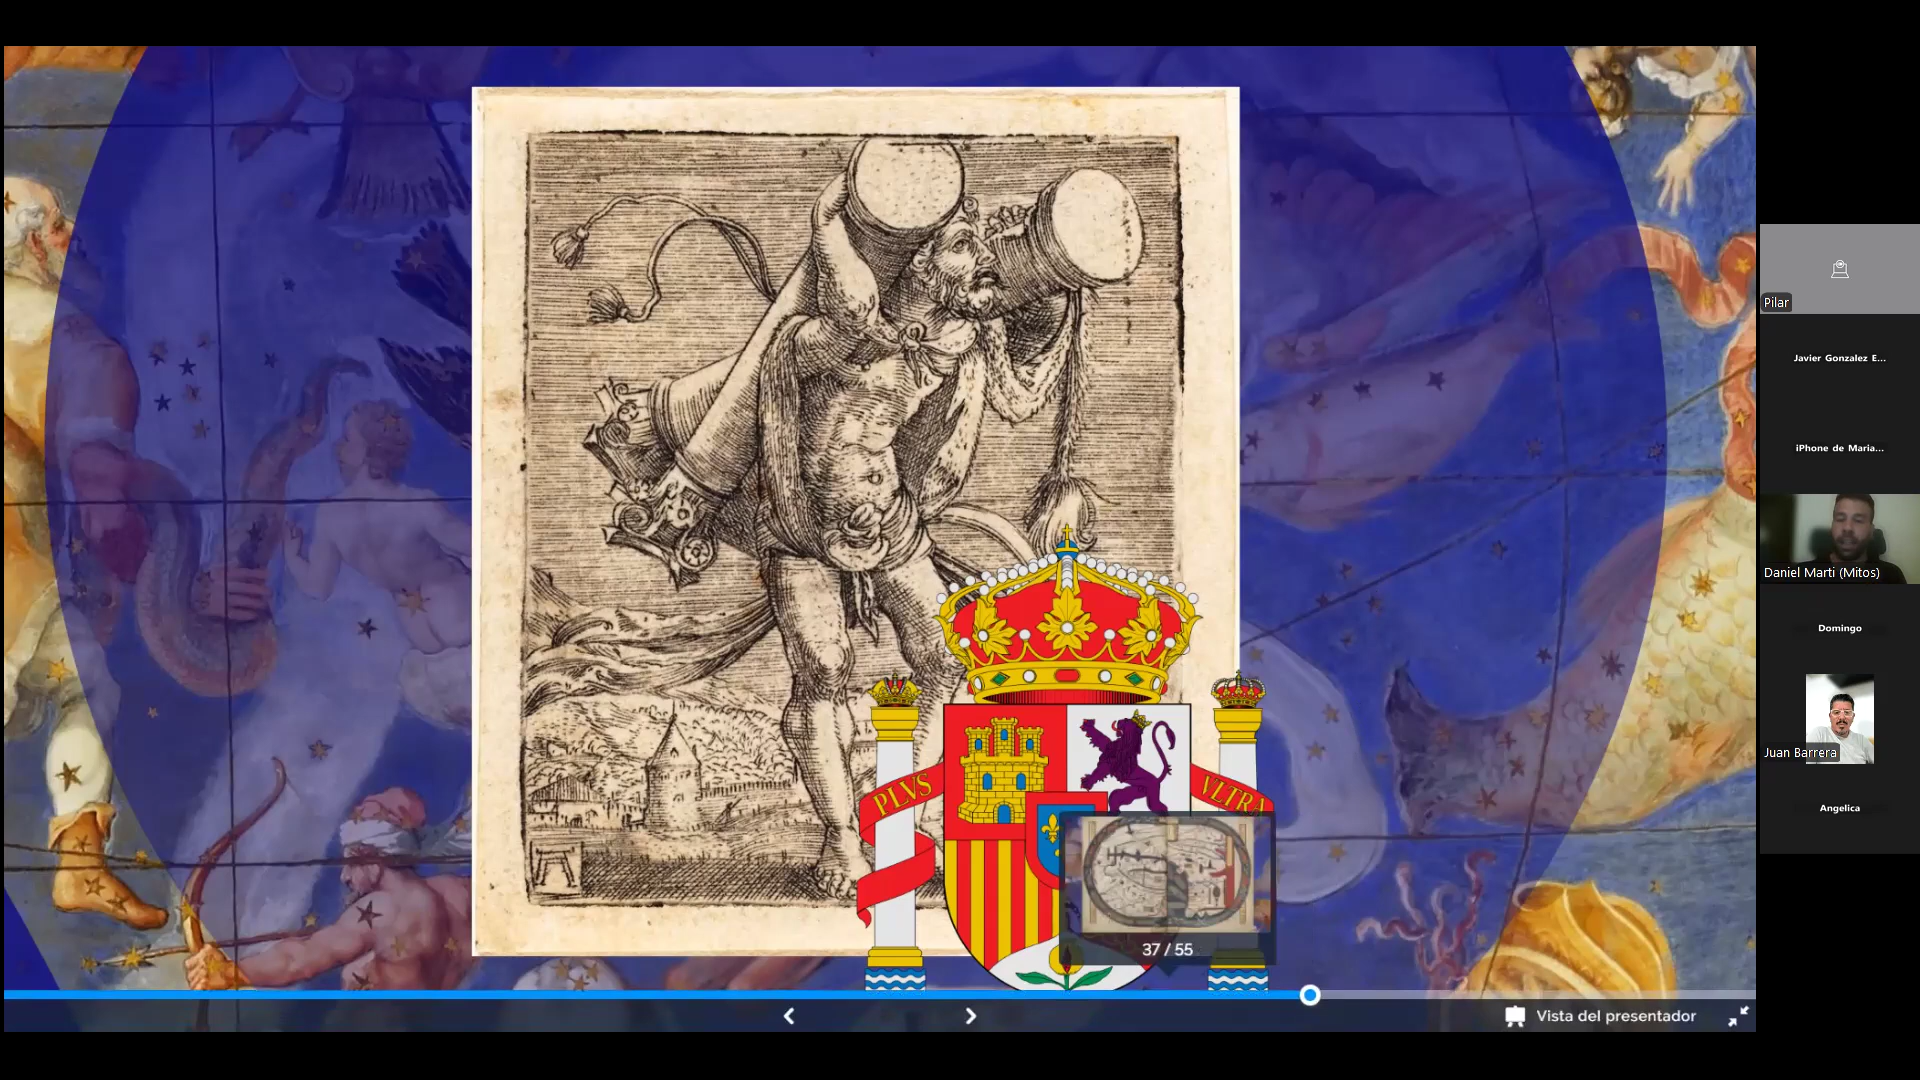 PLVS
VLTRA
37 / 55
Vista del presentador
Pilar
Javier Gonzalez E...
iPhone de Maria...
Daniel Marti (Mitos)
Domingo
Juan Barrera
Angelica